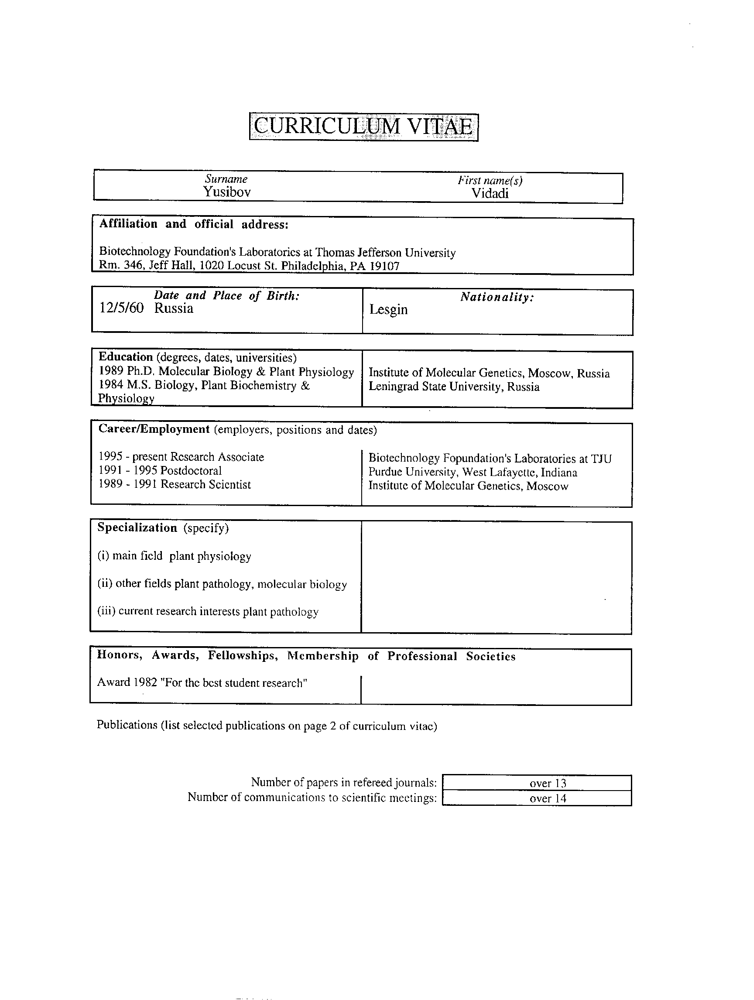 CURRICULUM VITAE
Surname First name(s)
Yusibov Vidadi
Affiliation and official address:
Biotechnology Foundation's Laboratories at Thomas Jefferson University
Rm. 346, Jeff Hall, 1020 Locust St. Philadelphia, PA 19107
Date and Place of Birth: Nationality:
12/5/60 Russia Lesgin
Education (degrees, dates, universities)
1989 Ph.D. Molecular Biology & Plant Physiology Institute of Molecular Genetics, Moscow, Russia
1984 M.S. Biology, Plant Biochemistry & Leningrad State University, Russia
Physiology
Career/Employment (employers, positions and dates)
1995 - present Research Associate Biotechnology Fopundation's Laboratories at TJU
1991 - 1995 Postdoctoral Purdue University, West Lafayette, Indiana
1989 - 1991 Research Scientist Institute of Molecular Genetics, Moscow
Specialization (specify)
(i) main field plant physiology
(ii) other fields plant pathology, molecular biology
(iii) current research interests plant pathology
Honors, Awards, Fellowships, Membership of Professional Societies
Award 1982 "For the best student research"
Publications (list selected publications on page 2 of curriculum vitae)
Number of papers in refereed journals: over 13
Number of communications to scientific meetings: over 14